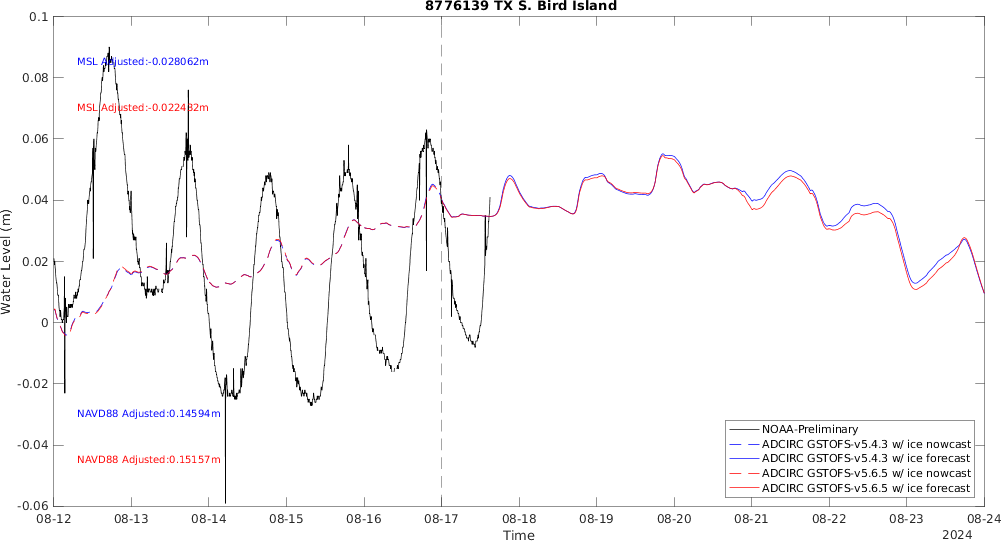 8776139 TX S. Bird Island
0.1
0.08
0.06
0.04
0.02
0
-0.02
-0.04
-0.06
Water Level (m)
MSL Adjusted:-0.028062m
MSL Adjusted:-0.022482m
NAVD88 Adjusted:0.14594m
NAVD88 Adjusted:0.15157m
NOAA-Preliminary
ADCIRC GSTOFS-v5.4.3 w/ ice nowcast
ADCIRC GSTOFS-v5.4.3 w/ ice forecast
ADCIRC GSTOFS-v5.6.5 w/ ice nowcast
ADCIRC GSTOFS-v5.6.5 w/ ice forecast
08-12 08-13 08-14 08-15 08-16 08-17 08-18 08-19 08-20 08-21 08-22 08-23 08-24
Time
2024